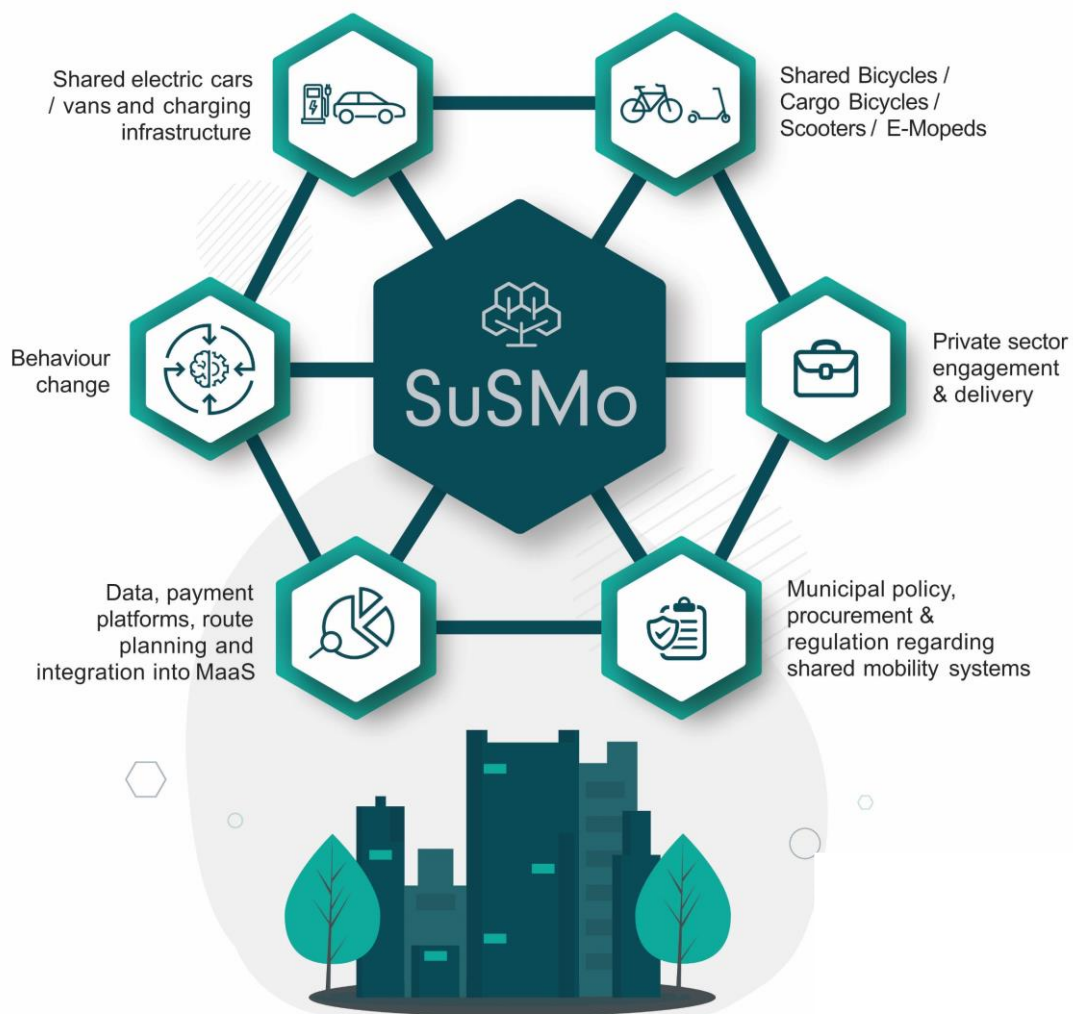 Shared electric cars
/ vans and charging
infrastructure
Shared Bicycles /
Cargo Bicycles /
Scooters / E-Mopeds
Behaviour
change
SuSMo
Private sector
engagement
& delivery
Data, payment
platforms, route
planning and
integration into MaaS
Municipal policy,
procurement &
regulation regarding
shared mobility systems